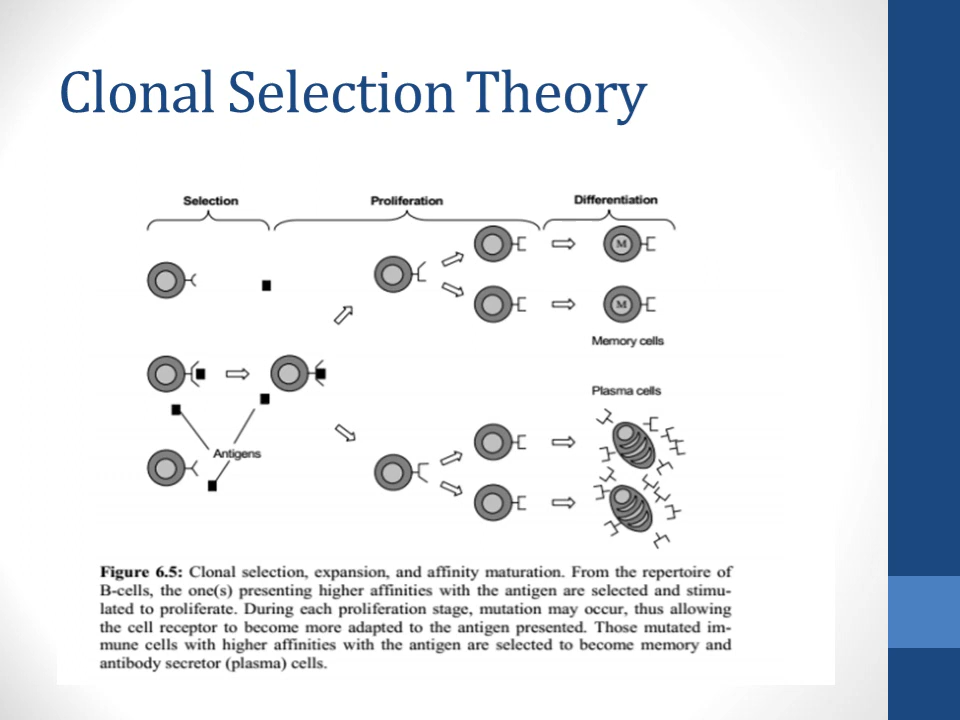 Clonal Selection Theory
Selection
Proliferation
Differentiation
M
M
Memory cells
Plasma cells
Antigens
Figure 6.5: Clonal selection, expansion, and affinity maturation. From the repertoire of
B-cells, the one(s) presenting higher affinities with the antigen are selected and stimu-
lated to proliferate. During each proliferation stage, mutation may occur, thus allowing
the cell receptor to become more adapted to the antigen presented. Those mutated im-
mune cells with higher affinities with the antigen are selected to become memory and
antibody secretor (plasma) cells.